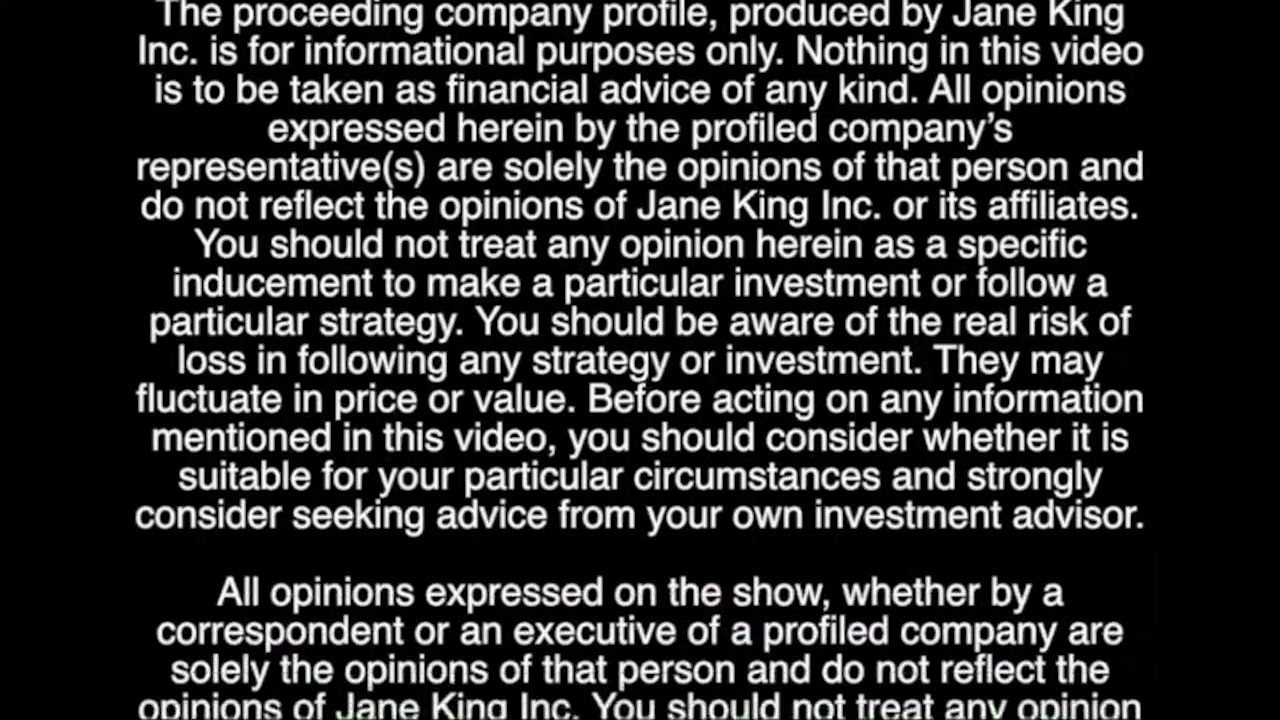 The proceeding company profile, produced by Jane King
Inc. is for informational purposes only. Nothing in this video
is to be taken as financial advice of any kind. All opinions
expressed herein by the profiled company’s
representative(s) are solely the opinions of that person and
do not reflect the opinions of Jane King Inc. or its affiliates.
You should not treat any opinion herein as a specific
inducement to make a particular investment or follow a
particular strategy. You should be aware of the real risk of
loss in following any strategy or investment. They may
fluctuate in price or value. Before acting on any information
mentioned in this video, you should consider whether it is
suitable for your particular circumstances and strongly
consider seeking advice from your own investment advisor.
All opinions expressed on the show, whether by a
correspondent or an executive of a profiled company are
solely the opinions of that person and do not reflect the
opinions of Jane King Inc. You should not treat any opinion